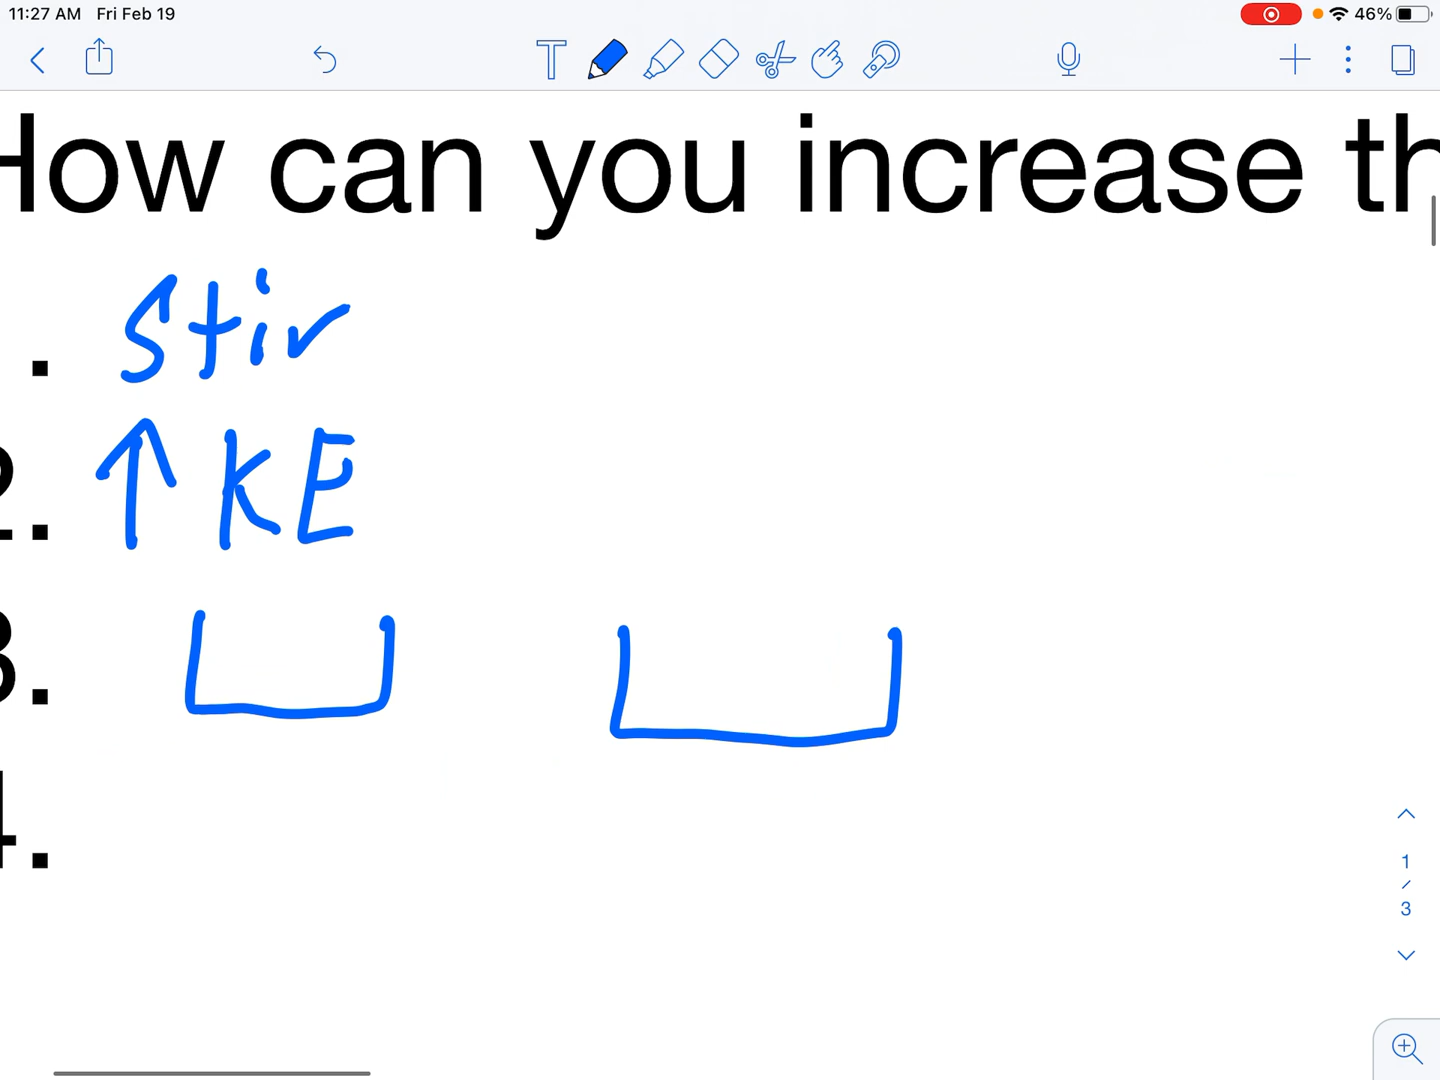 11:27 AM Fri Feb 19 46%
T
How can you increase th
. Stir
2. ↑ KE
3.
4.
1
/
3